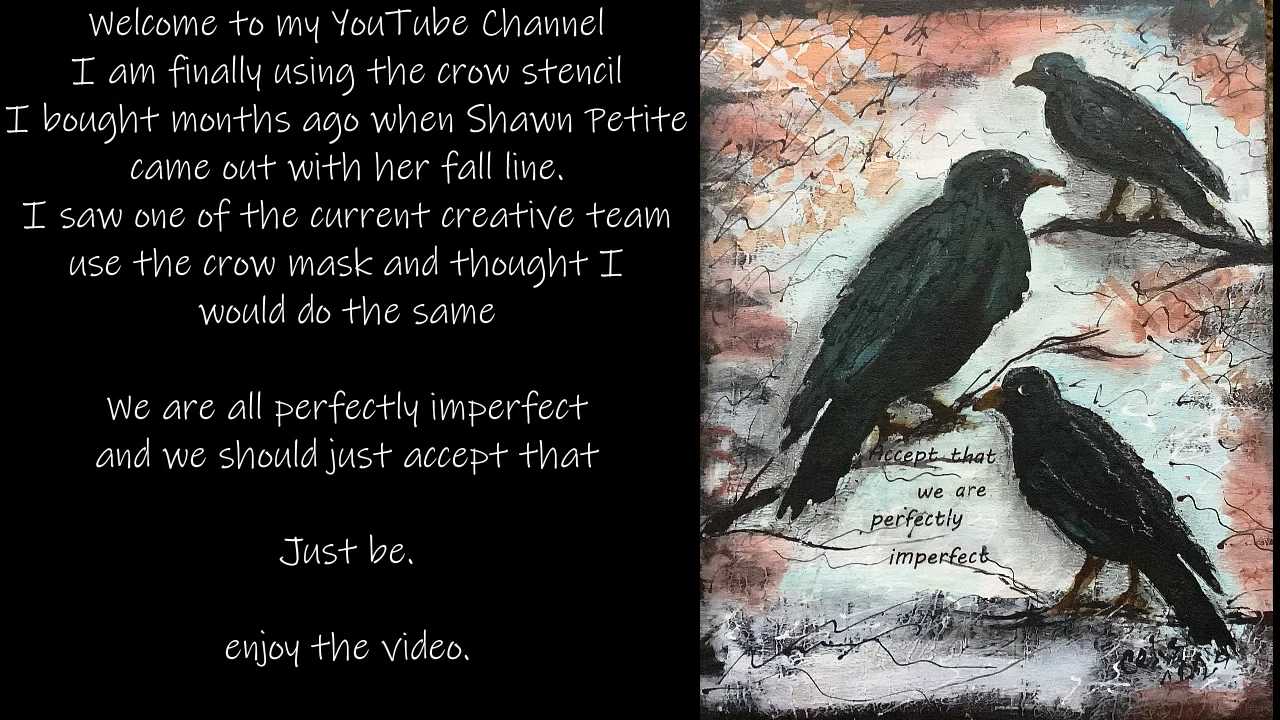 Welcome to my YouTube Channel
I am finally using the crow stencil
I bought months ago when Shawn Petite
came out with her fall line.
I saw one of the current creative team
use the crow mask and thought I
would do the same
We are all perfectly imperfect
and we should just accept that
Just be.
enjoy the video.
Accept that
we are
perfectly
imperfect